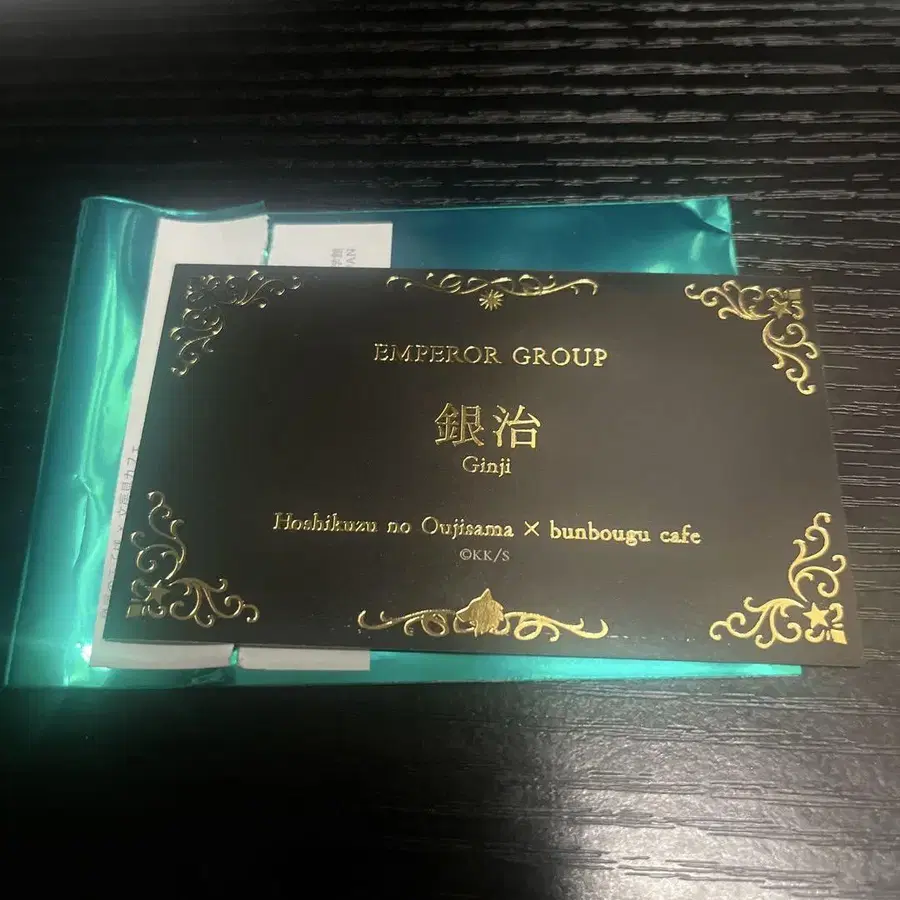 EMPEROR GROUP
銀治
Ginji
Hoshikuzu no Oujisama × bunbougu cafe
©KK/S